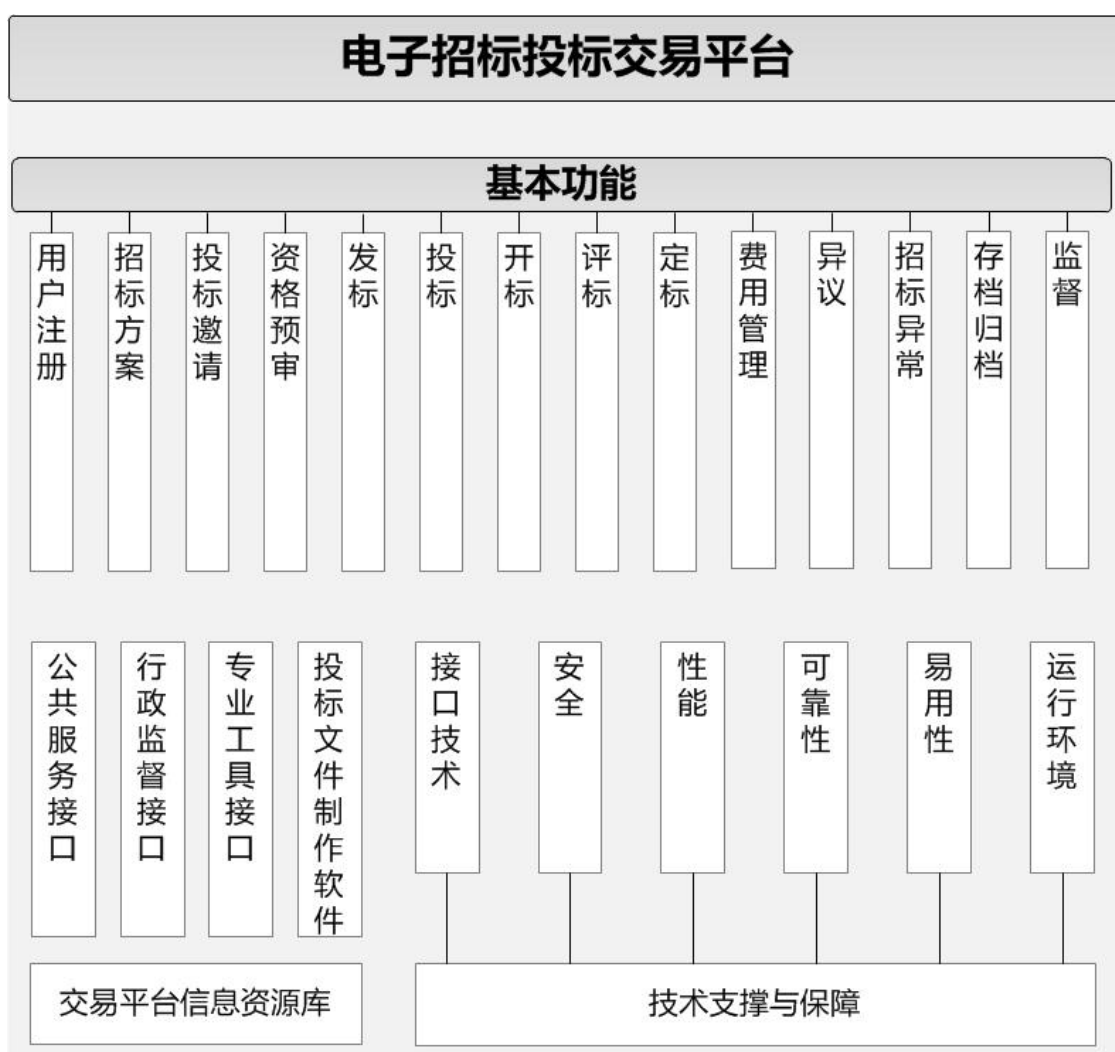 电子招标投标交易平台
基本功能
用户注册
招标方案
投标邀请
资格预审
发标
投标
开标
评标
定标
费用管理
异议
招标异常
存档归档
监督
公共服务接口
行政监督接口
专业工具接口
投标文件制作软件
接口技术
安全
性能
可靠性
易用性
运行环境
交易平台信息资源库
技术支撑与保障